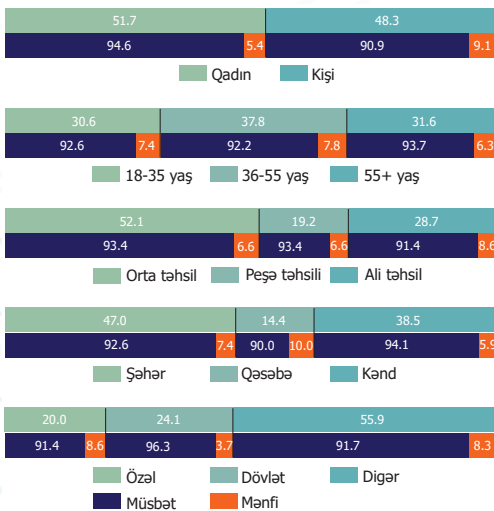 51.7 48.3
94.6 5.4 90.9 9.1
Qadın Kişi
30.6 37.8 31.6
92.6 7.4 92.2 7.8 93.7 6.3
18-35 yaş 36-55 yaş 55+ yaş
52.1 19.2 28.7
93.4 6.6 93.4 6.6 91.4 8.6
Orta təhsil Peşə təhsili Ali təhsil
47.0 14.4 38.5
92.6 7.4 90.0 10.0 94.1 5.9
Şəhər Qəsəbə Kənd
20.0 24.1 55.9
91.4 8.6 96.3 3.7 91.7 8.3
Özəl Dövlət Digər
Müsbət Mənfi